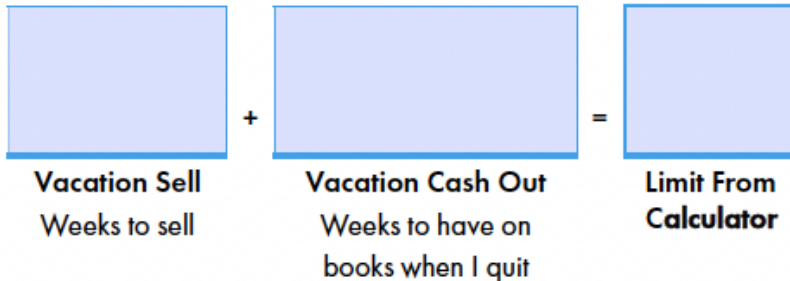 +
=
Vacation Sell
Weeks to sell
Vacation Cash Out
Weeks to have on
books when I quit
Limit From
Calculator